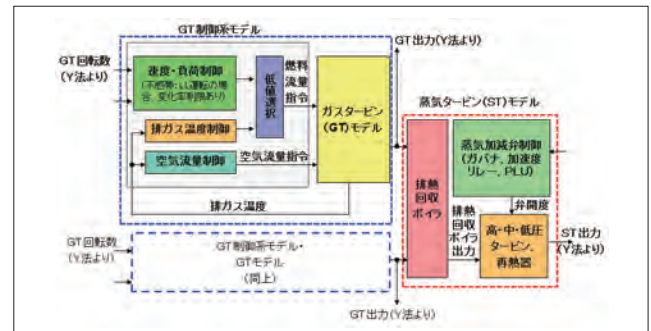 GT制御系モデル
GT回転数
(Y法より)
速度・負荷制御
(不感帯:LL運転の場
合、変化率制限あり)
低値選択
燃料
流量
指令
排ガス温度制御
空気流量制御
空気流量指令
ガスタービン
(GT)モデル
排ガス温度
GT出力(Y法より)
蒸気タービン(ST)モデル
排熱回収ボイラ
蒸気加減弁制御
(ガバナ、加速度
リレー、PLU)
弁開度
排熱
回収
ボイラ
出力
高・中・低圧
タービン、
再熱器
ST出力
(Y法より)
GT回転数
(Y法より)
GT制御系モデル・
GTモデル
(同上)
GT出力(Y法より)